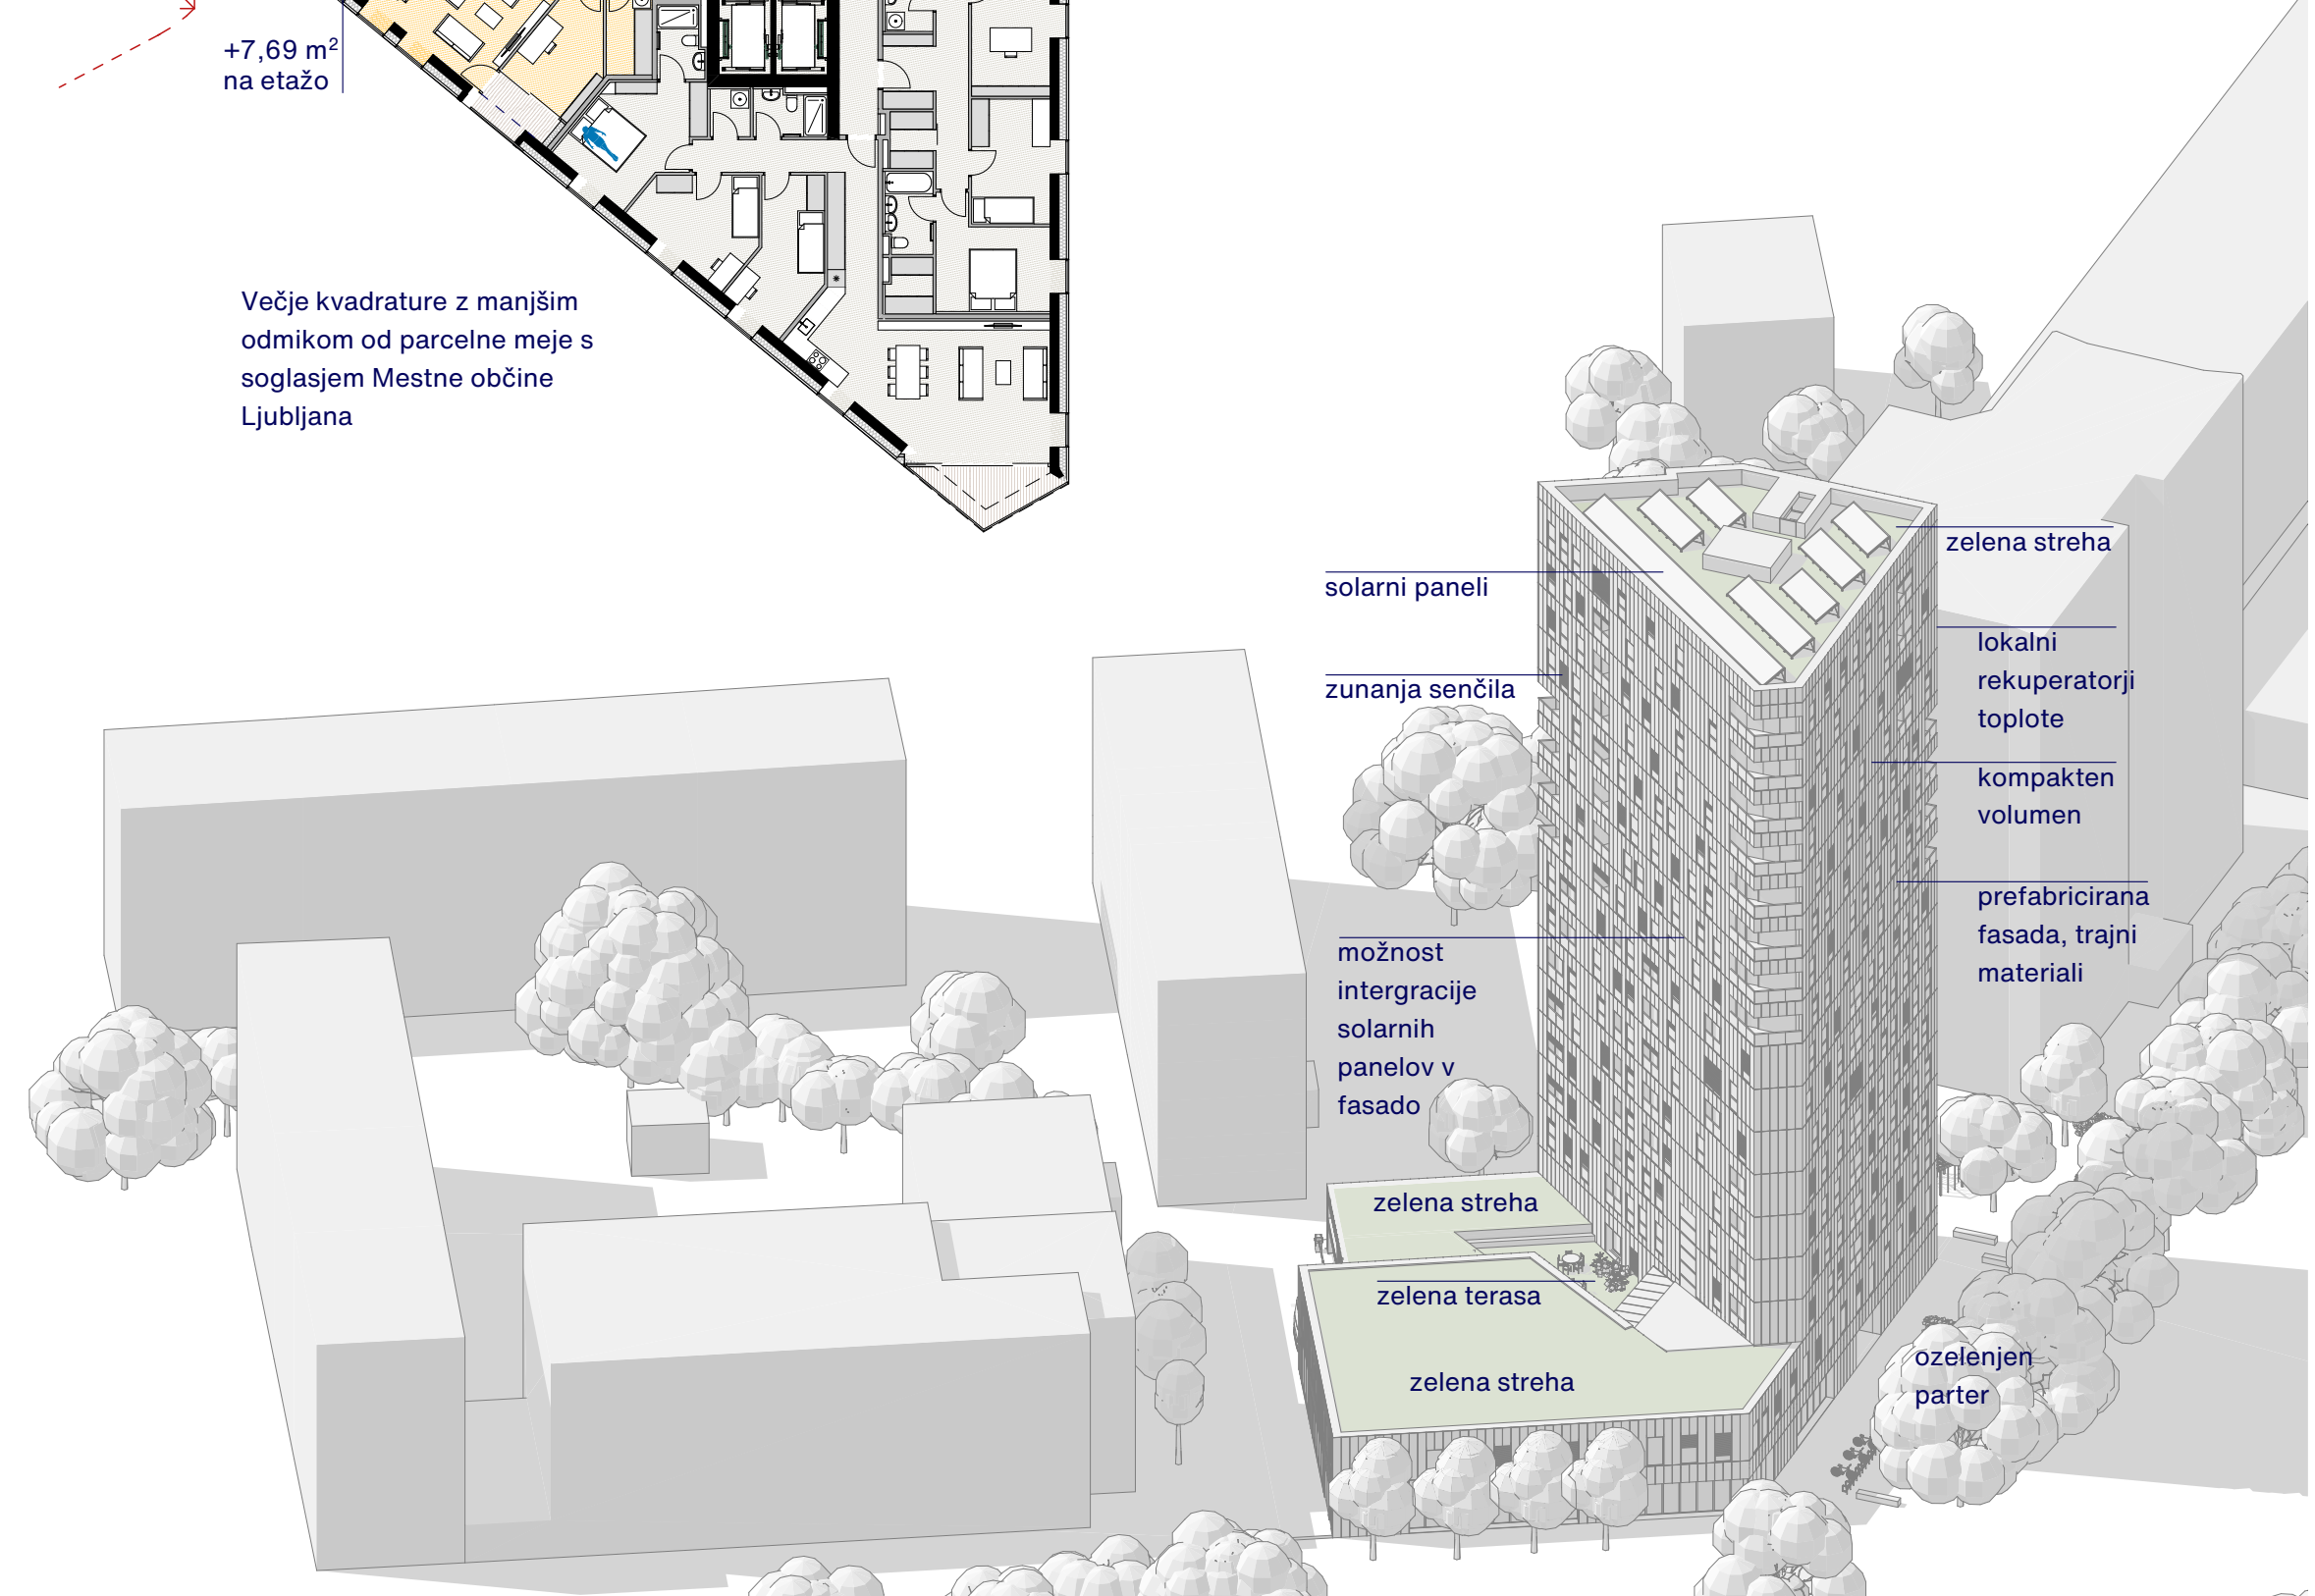 +7,69 m²
na etažo
Večje kvadrature z manjšim
odmikom od parcelne meje s
soglasjem Mestne občine
Ljubljana
zelena streha
solarni paneli
lokalni
rekuperatorji
toplote
zunanja senčila
kompakten
volumen
prefabricirana
fasada, trajni
materiali
možnost
intergracije
solarnih
panelov v
fasado
zelena streha
zelena terasa
zelena streha
ozelenjen
parter